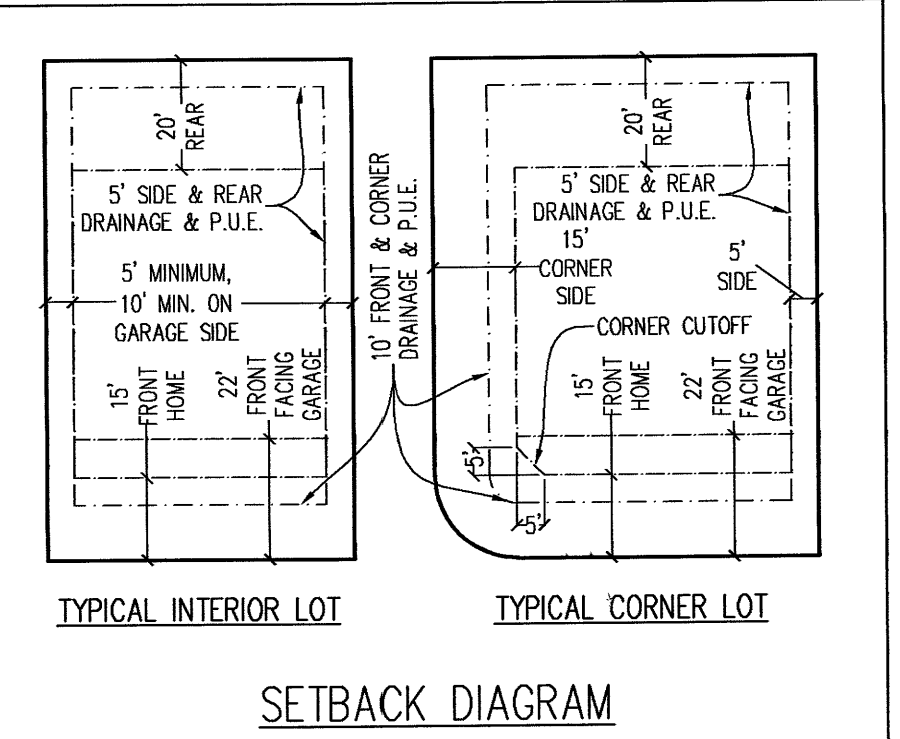 20'
REAR
5' SIDE & REAR
DRAINAGE & P.U.E.
5' MINIMUM,
10' MIN. ON
GARAGE SIDE
15'
FRONT
HOME
22'
FRONT
FACING
GARAGE
TYPICAL INTERIOR LOT
10' FRONT & CORNER
DRAINAGE & P.U.E.
20'
REAR
5' SIDE & REAR
DRAINAGE & P.U.E.
15'
CORNER
SIDE
5'
SIDE
CORNER CUTOFF
15'
FRONT
HOME
22'
FRONT
FACING
GARAGE
5'
5'
TYPICAL CORNER LOT
SETBACK DIAGRAM